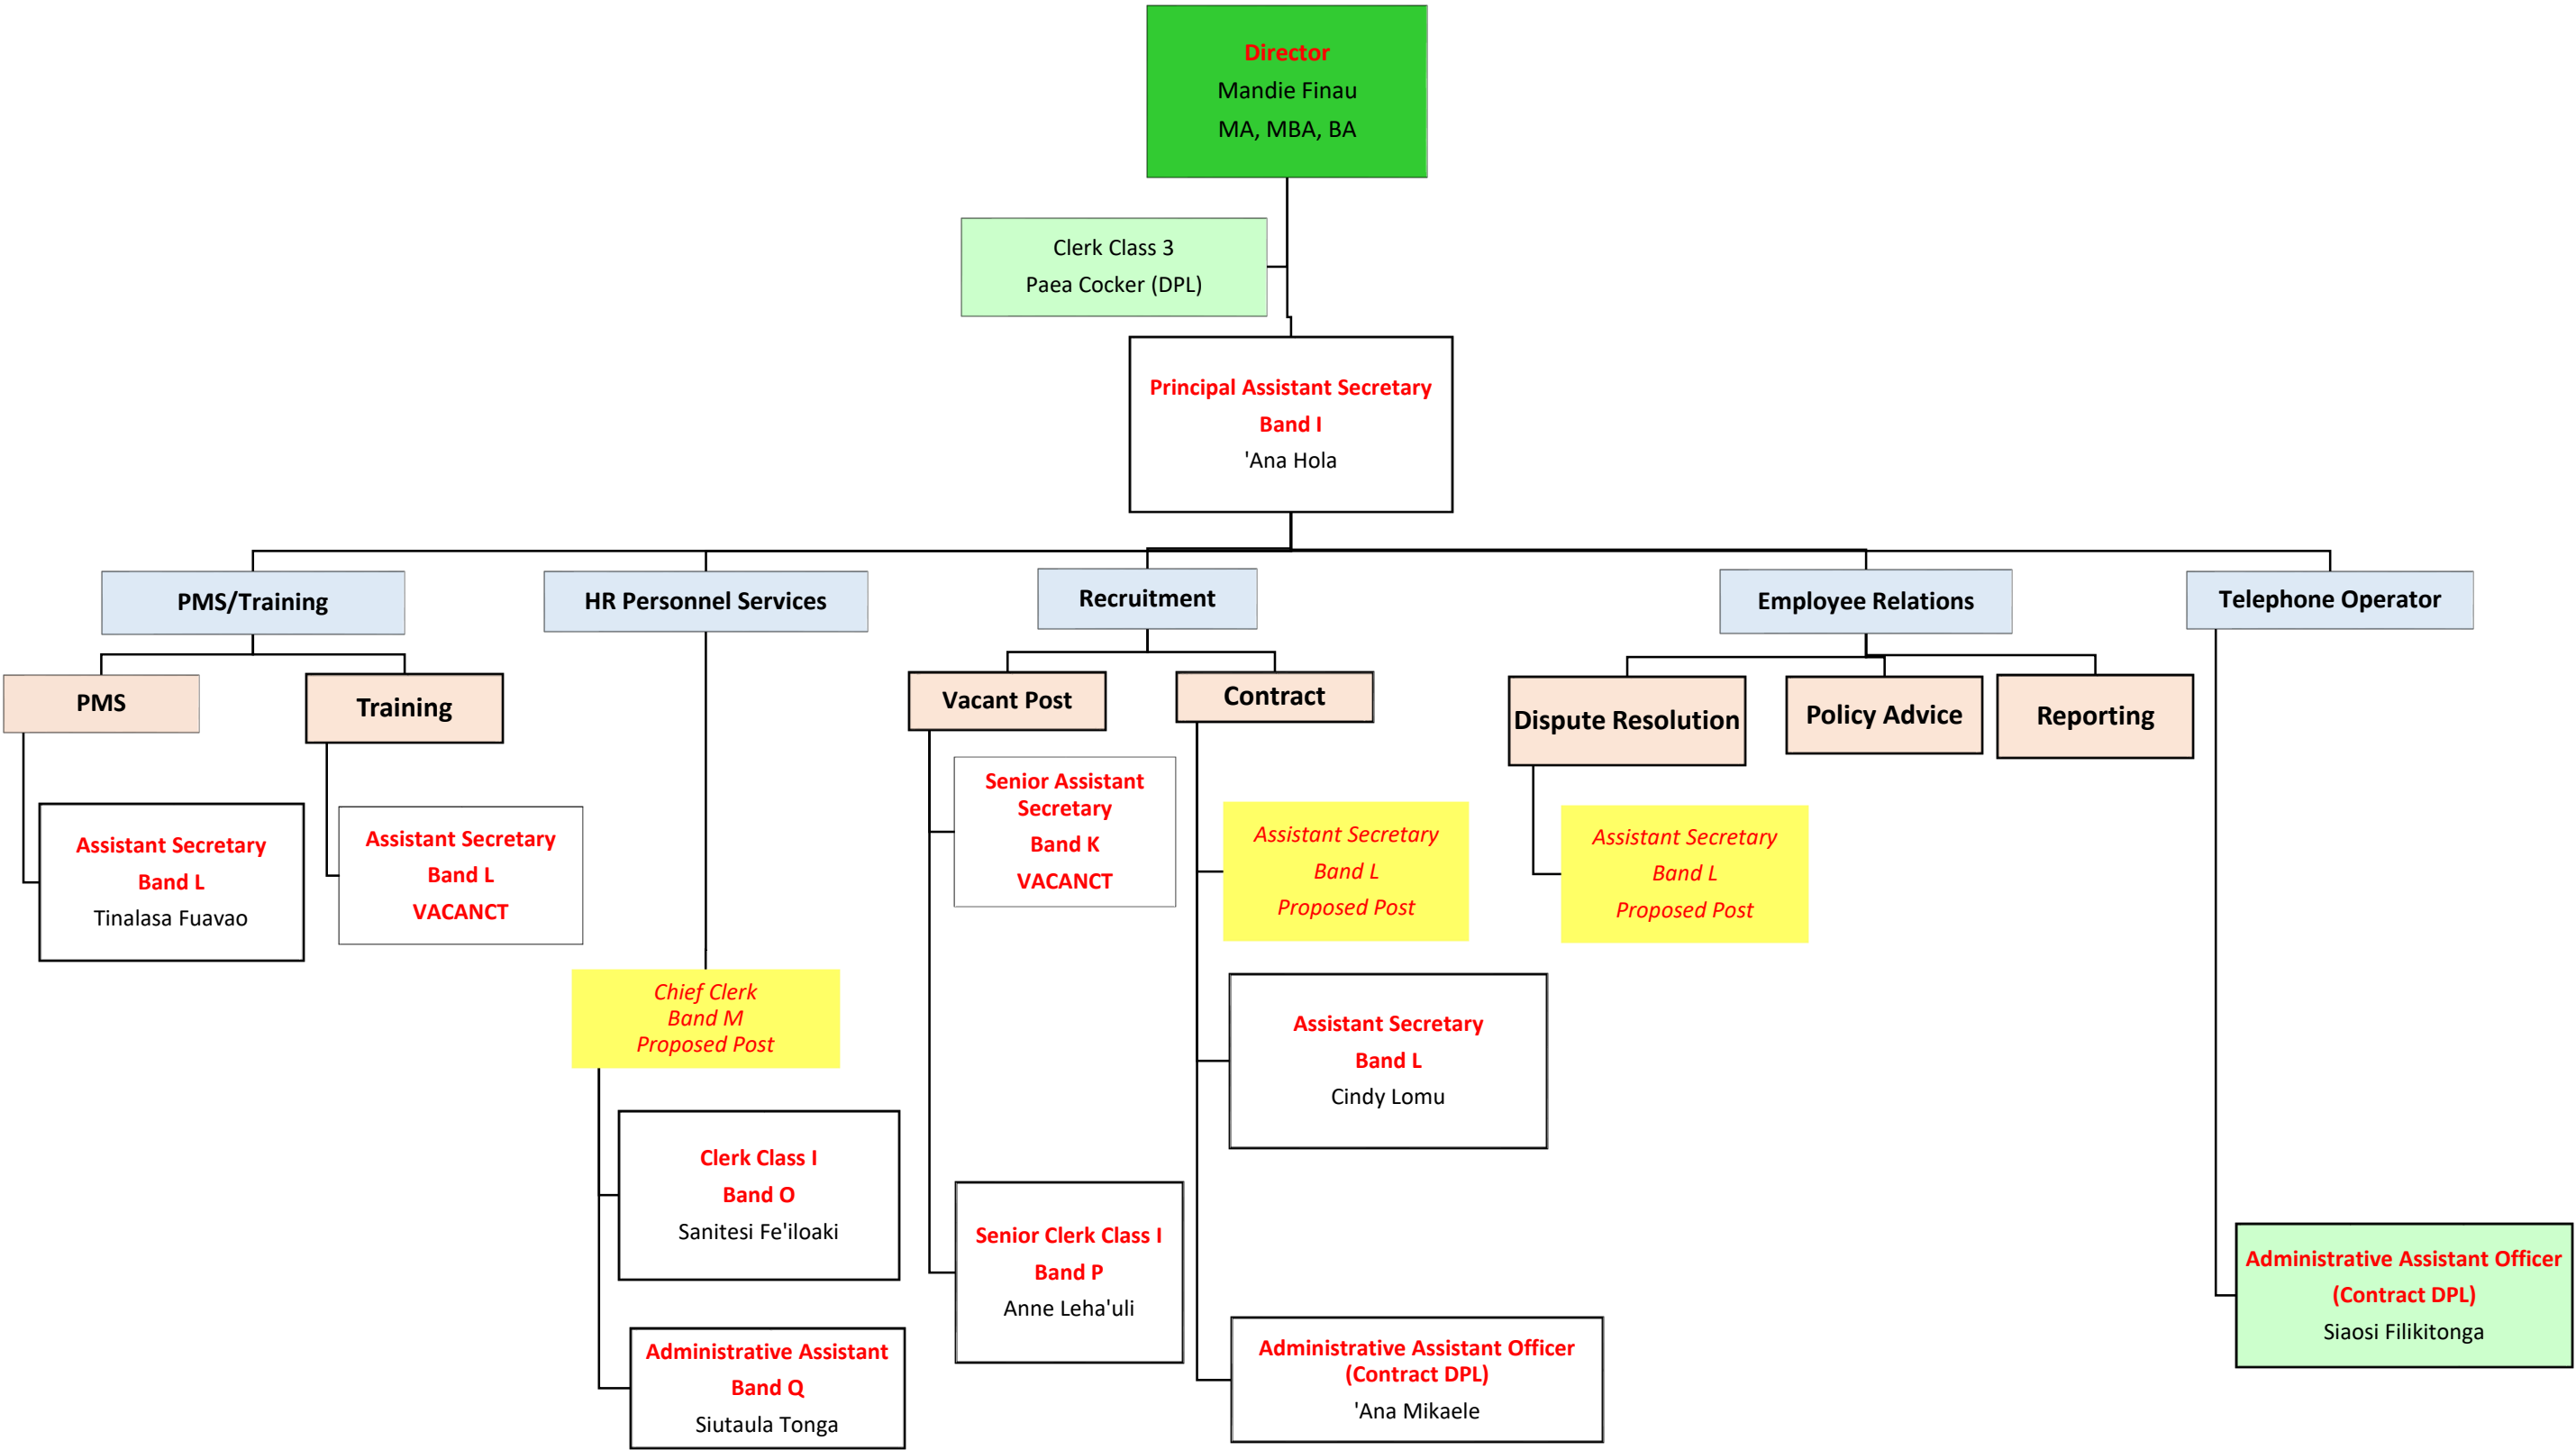 Director
Mandie Finau
MA, MBA, BA
Clerk Class 3
Paea Cocker (DPL)
Principal Assistant Secretary
Band I
'Ana Hola
PMS/Training
HR Personnel Services
Recruitment
Employee Relations
Telephone Operator
PMS
Training
Vacant Post
Contract
Dispute Resolution
Policy Advice
Reporting
Assistant Secretary
Band L
Tinalasa Fuavao
Assistant Secretary
Band L
VACANCT
Senior Assistant
Secretary
Band K
VACANCT
Assistant Secretary
Band L
Proposed Post
Assistant Secretary
Band L
Proposed Post
Chief Clerk
Band M
Proposed Post
Assistant Secretary
Band L
Cindy Lomu
Clerk Class I
Band O
Sanitesi Fe'iloaki
Senior Clerk Class I
Band P
Anne Leha'uli
Administrative Assistant Officer
(Contract DPL)
Siaosi Filikitonga
Administrative Assistant
Band Q
Siutaula Tonga
Administrative Assistant Officer
(Contract DPL)
'Ana Mikaele